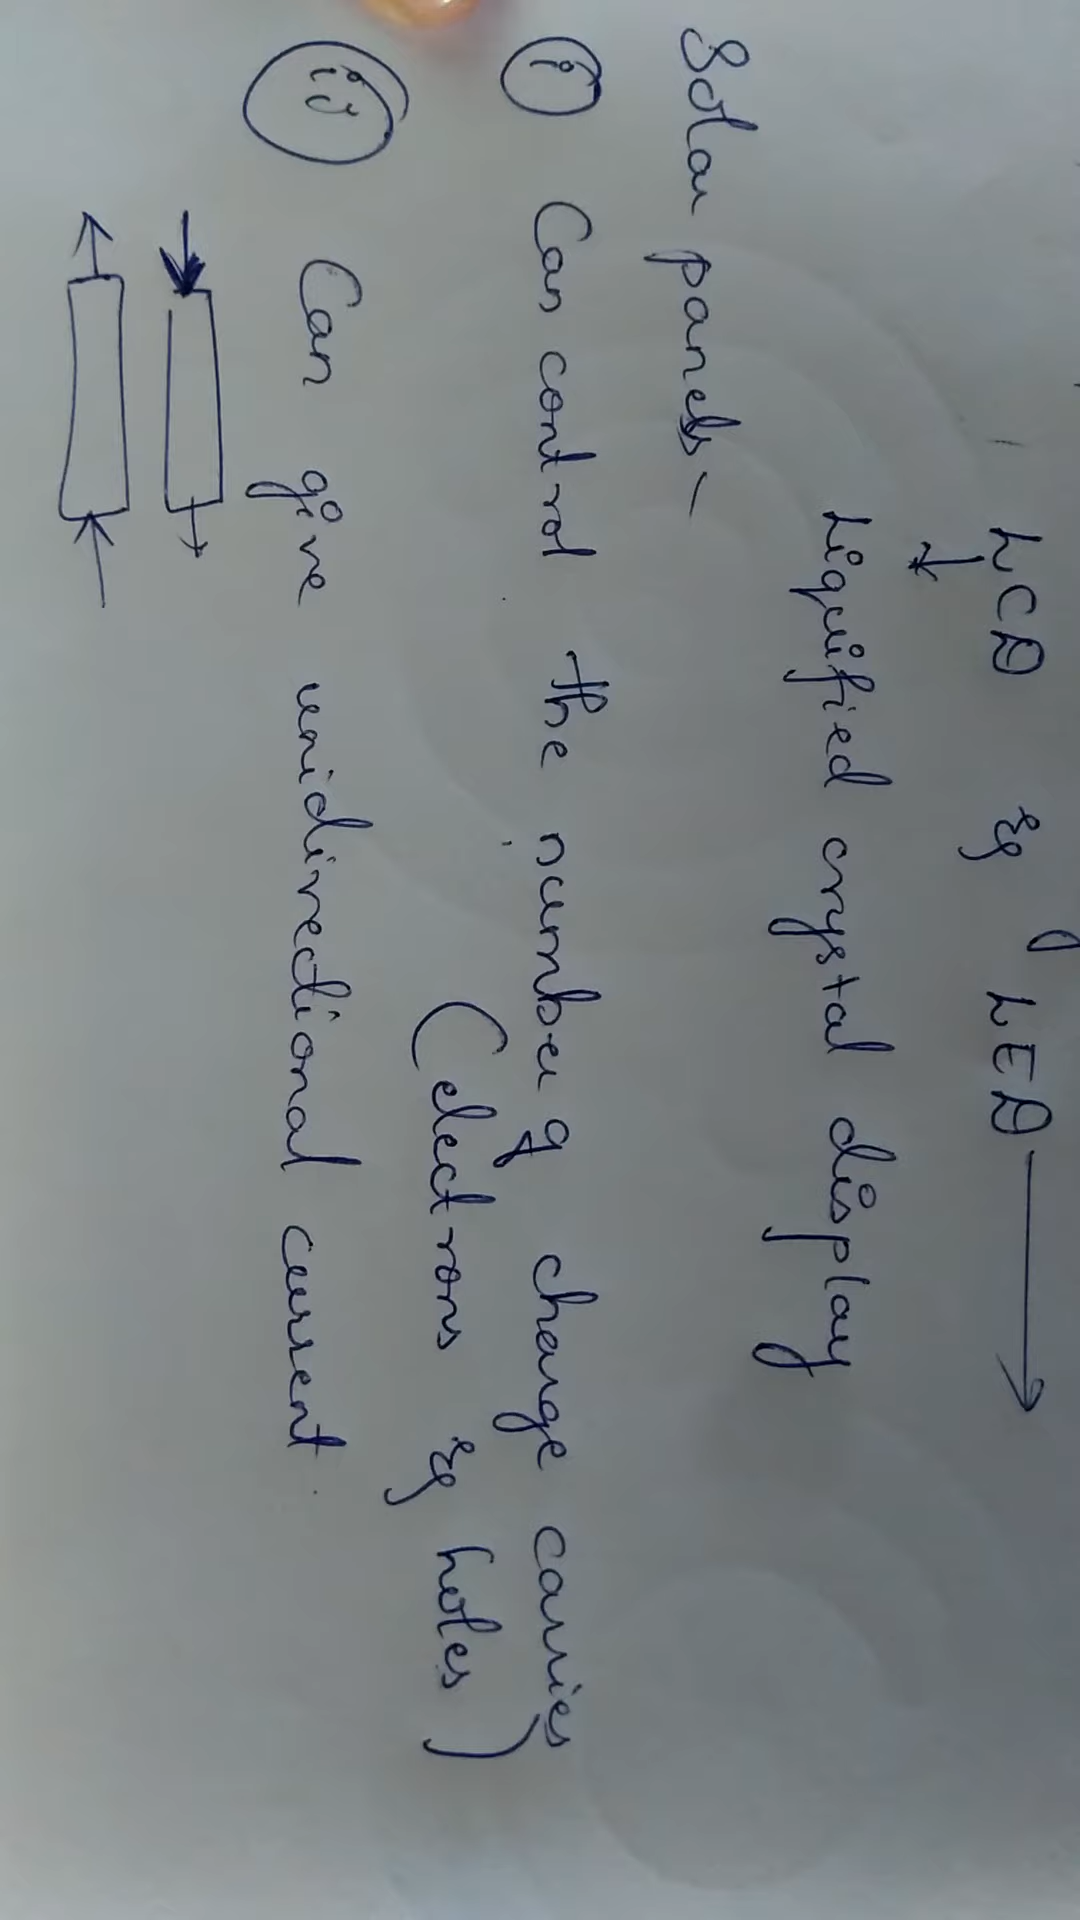 LCD & LED →
↓
Liquified crystal display
Solar panels -
(i) Can control the number of charge carries
(electrons & holes)
(ii) Can give unidirectional current.